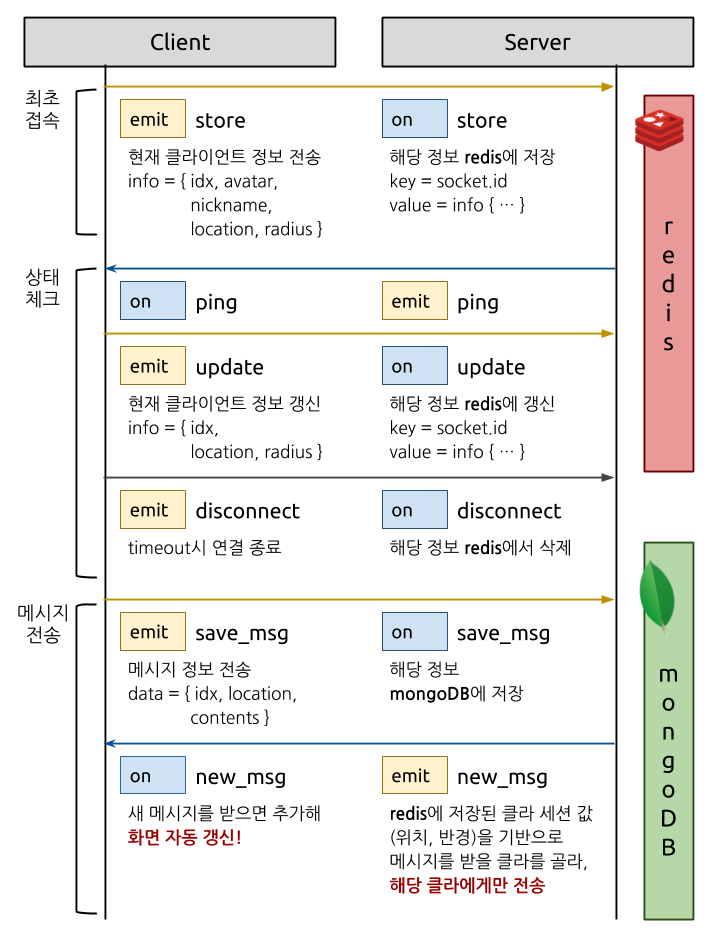 Client
Server
최초
접속
emit store
on store
현재 클라이언트 정보 전송
info = { idx, avatar,
nickname,
location, radius }
해당 정보 redis에 저장
key = socket.id
value = info { ... }
redis
상태
체크
on ping
emit ping
emit update
on update
현재 클라이언트 정보 갱신
info = { idx,
location, radius }
해당 정보 redis에 갱신
key = socket.id
value = info { ... }
emit disconnect
on disconnect
timeout시 연결 종료
해당 정보 redis에서 삭제
메시지
전송
emit save_msg
on save_msg
메시지 정보 전송
data = { idx, location,
contents }
해당 정보
mongoDB에 저장
mongoDB
on new_msg
emit new_msg
새 메시지를 받으면 추가해
화면 자동 갱신!
redis에 저장된 클라 세션 값
(위치, 반경)을 기반으로
메시지를 받을 클라를 골라,
해당 클라에게만 전송